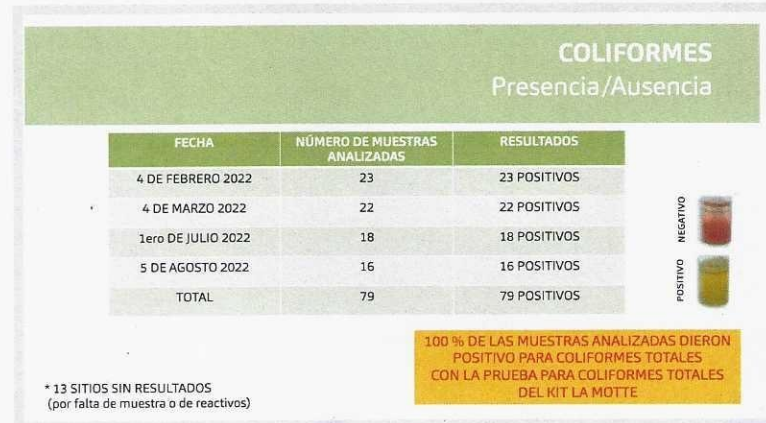 COLIFORMES
Presencia/Ausencia
FECHA NÚMERO DE MUESTRAS ANALIZADAS RESULTADOS
4 DE FEBRERO 2022 23 23 POSITIVOS
4 DE MARZO 2022 22 22 POSITIVOS
1ero DE JULIO 2022 18 18 POSITIVOS
5 DE AGOSTO 2022 16 16 POSITIVOS
TOTAL 79 79 POSITIVOS
NEGATIVO
POSITIVO
100 % DE LAS MUESTRAS ANALIZADAS DIERON
POSITIVO PARA COLIFORMES TOTALES
CON LA PRUEBA PARA COLIFORMES TOTALES
DEL KIT LA MOTTE
* 13 SITIOS SIN RESULTADOS
(por falta de muestra o de reactivos)